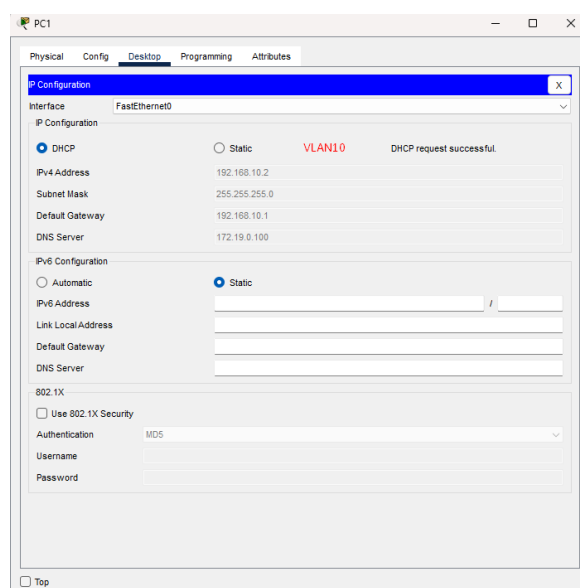 PC1
Physical Config Desktop Programming Attributes
IP Configuration X
Interface FastEthernet0
IP Configuration
DHCP Static VLAN10 DHCP request successful.
IPv4 Address 192.168.10.2
Subnet Mask 255.255.255.0
Default Gateway 192.168.10.1
DNS Server 172.19.0.100
IPv6 Configuration
Automatic Static
IPv6 Address /
Link Local Address
Default Gateway
DNS Server
802.1X
Use 802.1X Security
Authentication MD5
Username
Password
Top